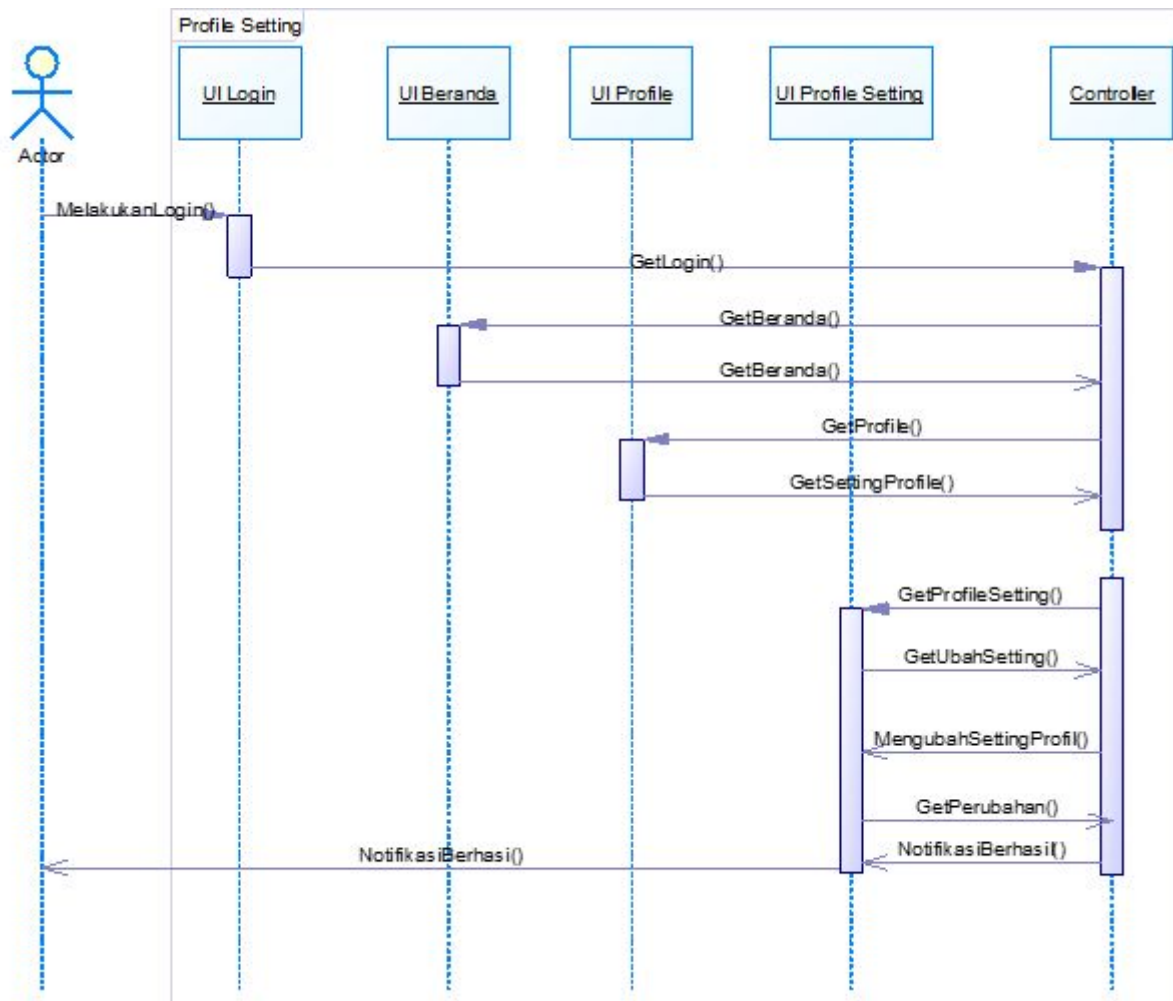 Profile Setting
UI Login
UI Beranda
UI Profile
UI Profile Setting
Controller
Actor
MelakukanLogin()
GetLogin()
GetBeranda()
GetBeranda()
GetProfile()
GetSettingProfile()
GetProfileSetting()
GetUbahSetting()
MengubahSettingProfil()
GetPerubahan()
NotifikasiBerhasil()
NotifikasiBerhasi()